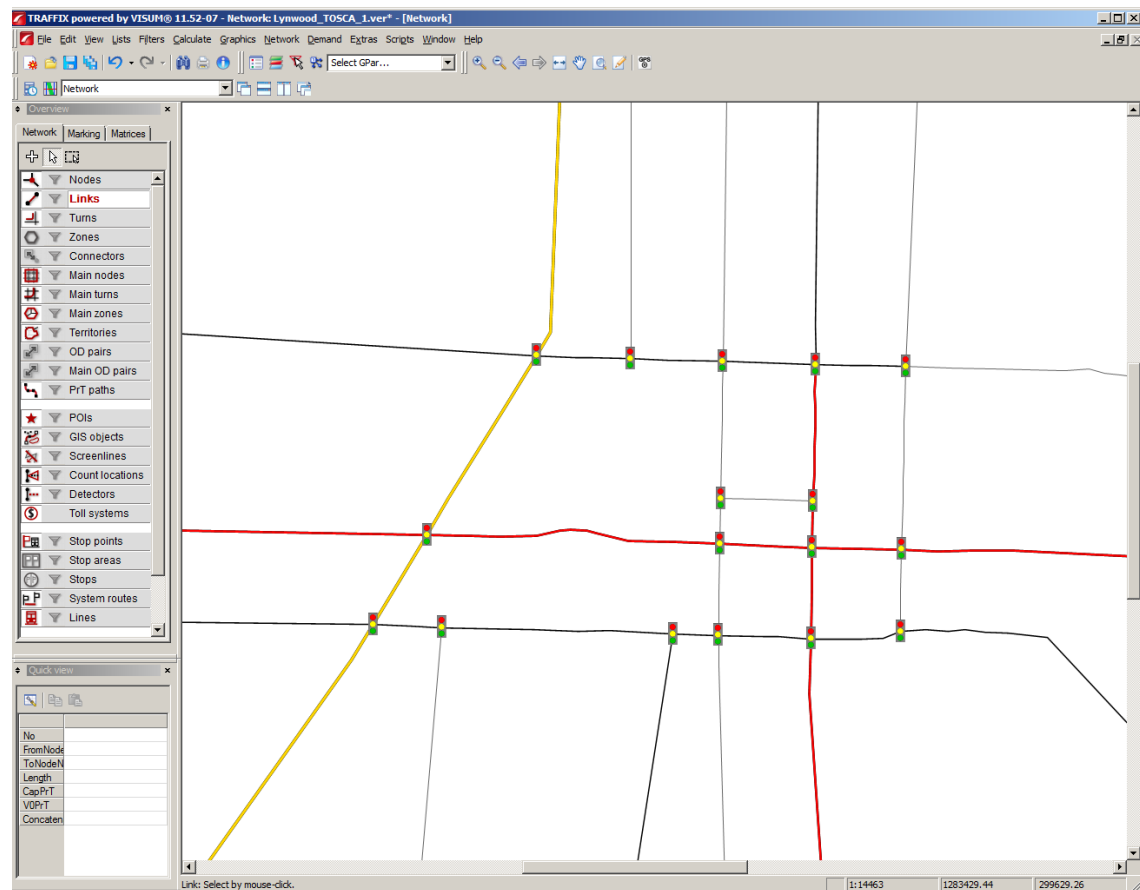 TRAFFIX powered by VISUM® 11.52-07 - Network: Lynwood_TOSCA_1.ver* - [Network]
File Edit View Lists Filters Calculate Graphics Network Demand Extras Scripts Window Help
Select GPar...
GPS
Network
Overview
Network Marking Matrices
Nodes
Links
Turns
Zones
Connectors
Main nodes
Main turns
Main zones
Territories
OD pairs
Main OD pairs
PrT paths
POIs
GIS objects
Screenlines
Count locations
Detectors
Toll systems
Stop points
Stop areas
Stops
System routes
Lines
Quick view
No
FromNode
ToNodeN
Length
CapPrT
V0PrT
Concaten
Link: Select by mouse-click.
1:14463 1283429.44 299629.26